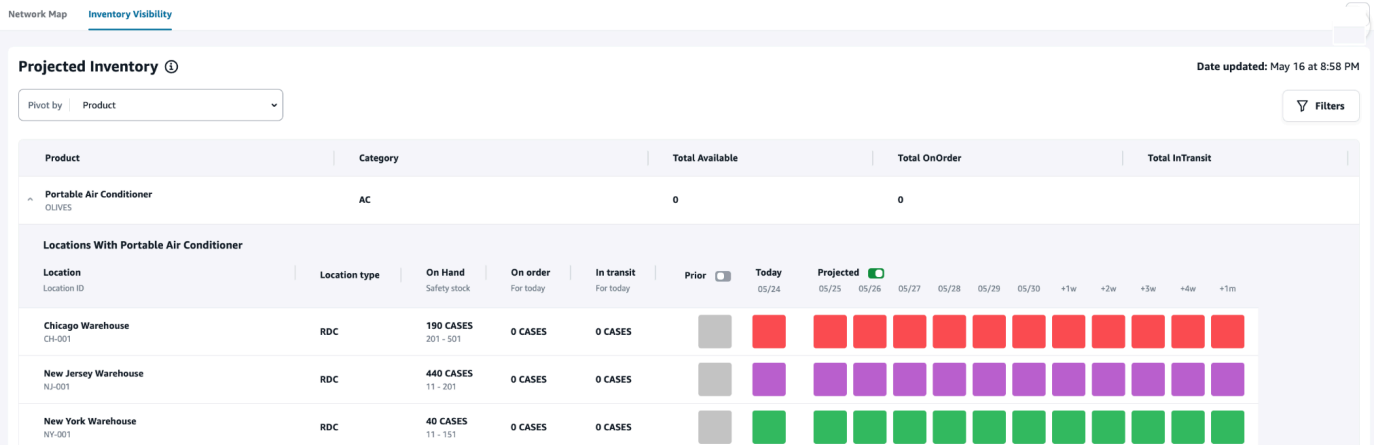 Network Map Inventory Visibility
Projected Inventory
Date updated: May 16 at 8:58 PM
Pivot by Product
Filters
Product Category Total Available Total OnOrder Total InTransit
Portable Air Conditioner
OLIVES
AC 0 0
Locations With Portable Air Conditioner
Location Location type On Hand On order In transit Prior Today Projected
Location ID Safety stock For today For today 05/24 05/25 05/26 05/27 05/28 05/29 05/30 +1w +2w +3w +4w +1m
Chicago Warehouse RDC 190 CASES 0 CASES 0 CASES
CH-001 201 - 501
New Jersey Warehouse RDC 440 CASES 0 CASES 0 CASES
NJ-001 11 - 201
New York Warehouse RDC 40 CASES 0 CASES 0 CASES
NY-001 11 - 151